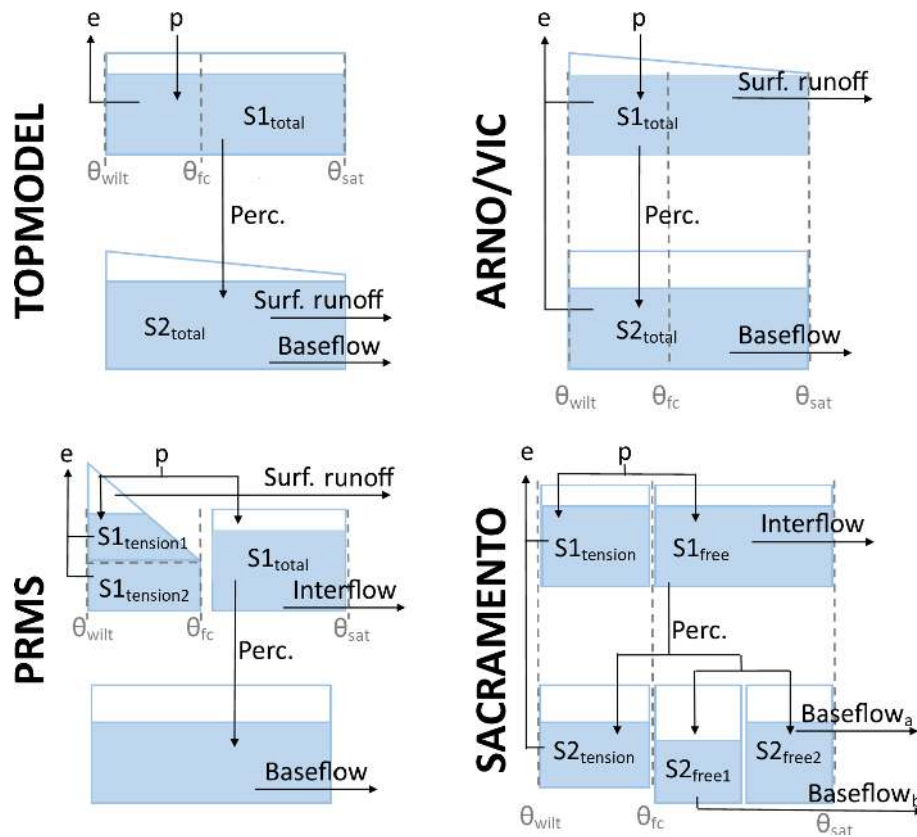 TOPMODEL
e p
S1total
θwilt θfc θsat
Perc.
Surf. runoff
S2total
Baseflow
ARNO/VIC
e p
Surf. runoff
S1total
Perc.
S2total
Baseflow
θwilt θfc θsat
PRMS
e p
Surf. runoff
S1tension1
S1total
S1tension2
Interflow
θwilt θfc θsat
Perc.
Baseflow
SACRAMENTO
e p
Interflow
S1tension S1free
Perc.
Baseflowa
S2tension S2free1 S2free2
Baseflowb
θwilt θfc θsat